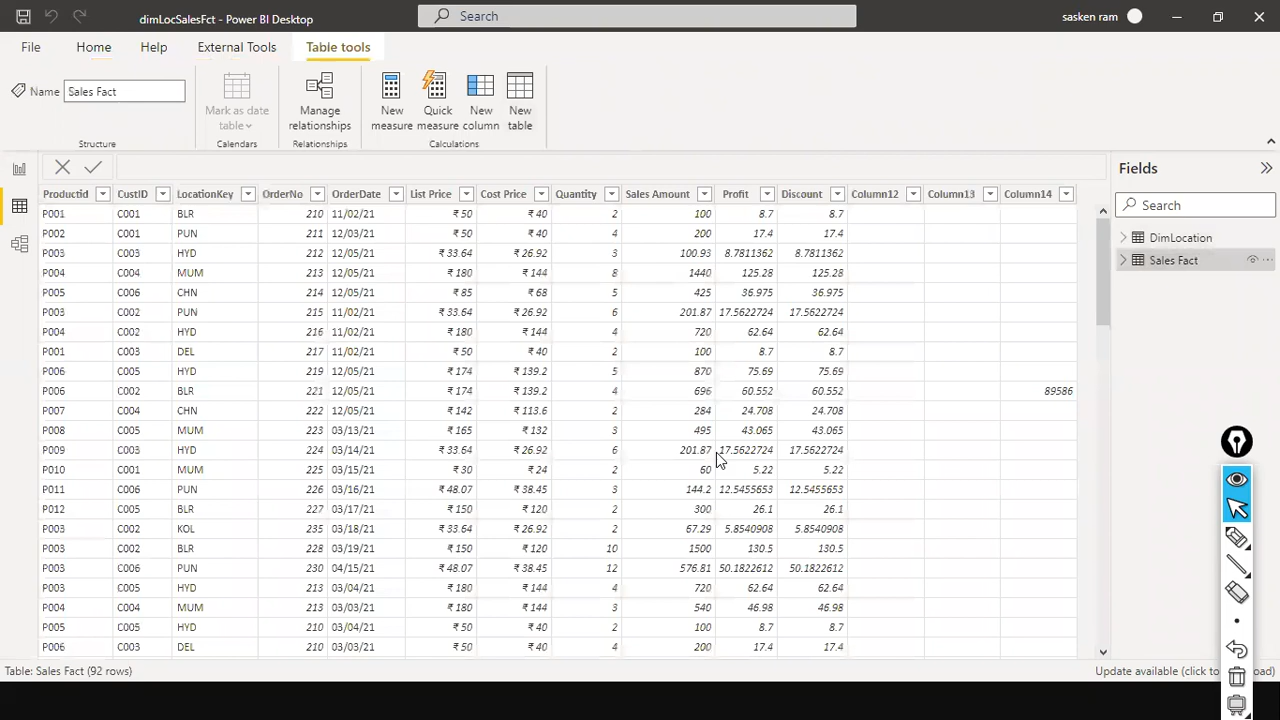 dimLocSalesFct - Power BI Desktop
Search
sasken ram
File
Home
Help
External Tools
Table tools
Name
Sales Fact
Mark as date
table
New
measure
Quick
measure
New
column
New
table
Manage
relationships
Structure
Calendars
Relationships
Calculations
Fields
Search
DimLocation
Sales Fact
Productid CustID LocationKey OrderNo OrderDate List Price Cost Price Quantity Sales Amount Profit Discount Column12 Column13 Column14
P001 C001 BLR 210 11/02/21 ₹ 50 ₹ 40 2 100 8.7 8.7
P002 C001 PUN 211 12/03/21 ₹ 50 ₹ 40 4 200 17.4 17.4
P003 C003 HYD 212 12/05/21 ₹ 33.64 ₹ 26.92 3 100.93 8.7811362 8.7811362
P004 C004 MUM 213 12/05/21 ₹ 180 ₹ 144 8 1440 125.28 125.28
P005 C006 CHN 214 12/05/21 ₹ 85 ₹ 68 5 425 36.975 36.975
P003 C002 PUN 215 11/02/21 ₹ 33.64 ₹ 26.92 6 201.87 17.5622724 17.5622724
P004 C002 HYD 216 11/02/21 ₹ 180 ₹ 144 4 720 62.64 62.64
P001 C003 DEL 217 11/02/21 ₹ 50 ₹ 40 2 100 8.7 8.7
P006 C005 HYD 219 12/05/21 ₹ 174 ₹ 139.2 5 870 75.69 75.69
P006 C002 BLR 221 12/05/21 ₹ 174 ₹ 139.2 4 696 60.552 60.552 89586
P007 C004 CHN 222 12/05/21 ₹ 142 ₹ 113.6 2 284 24.708 24.708
P008 C005 MUM 223 03/13/21 ₹ 165 ₹ 132 3 495 43.065 43.065
P009 C003 HYD 224 03/14/21 ₹ 33.64 ₹ 26.92 6 201.87 17.5622724 17.5622724
P010 C001 MUM 225 03/15/21 ₹ 30 ₹ 24 2 60 5.22 5.22
P011 C006 PUN 226 03/16/21 ₹ 48.07 ₹ 38.45 3 144.2 12.5455653 12.5455653
P012 C005 BLR 227 03/17/21 ₹ 150 ₹ 120 2 300 26.1 26.1
P003 C002 KOL 235 03/18/21 ₹ 33.64 ₹ 26.92 2 67.29 5.8540908 5.8540908
P003 C002 BLR 228 03/19/21 ₹ 150 ₹ 120 10 1500 130.5 130.5
P003 C006 PUN 230 04/15/21 ₹ 48.07 ₹ 38.45 12 576.81 50.1822612 50.1822612
P003 C005 HYD 213 03/04/21 ₹ 180 ₹ 144 4 720 62.64 62.64
P004 C004 MUM 213 03/03/21 ₹ 180 ₹ 144 3 540 46.98 46.98
P005 C005 HYD 210 03/04/21 ₹ 50 ₹ 40 2 100 8.7 8.7
P006 C003 DEL 210 03/03/21 ₹ 50 ₹ 40 4 200 17.4 17.4
Table: Sales Fact (92 rows)
Update available (click to oad)